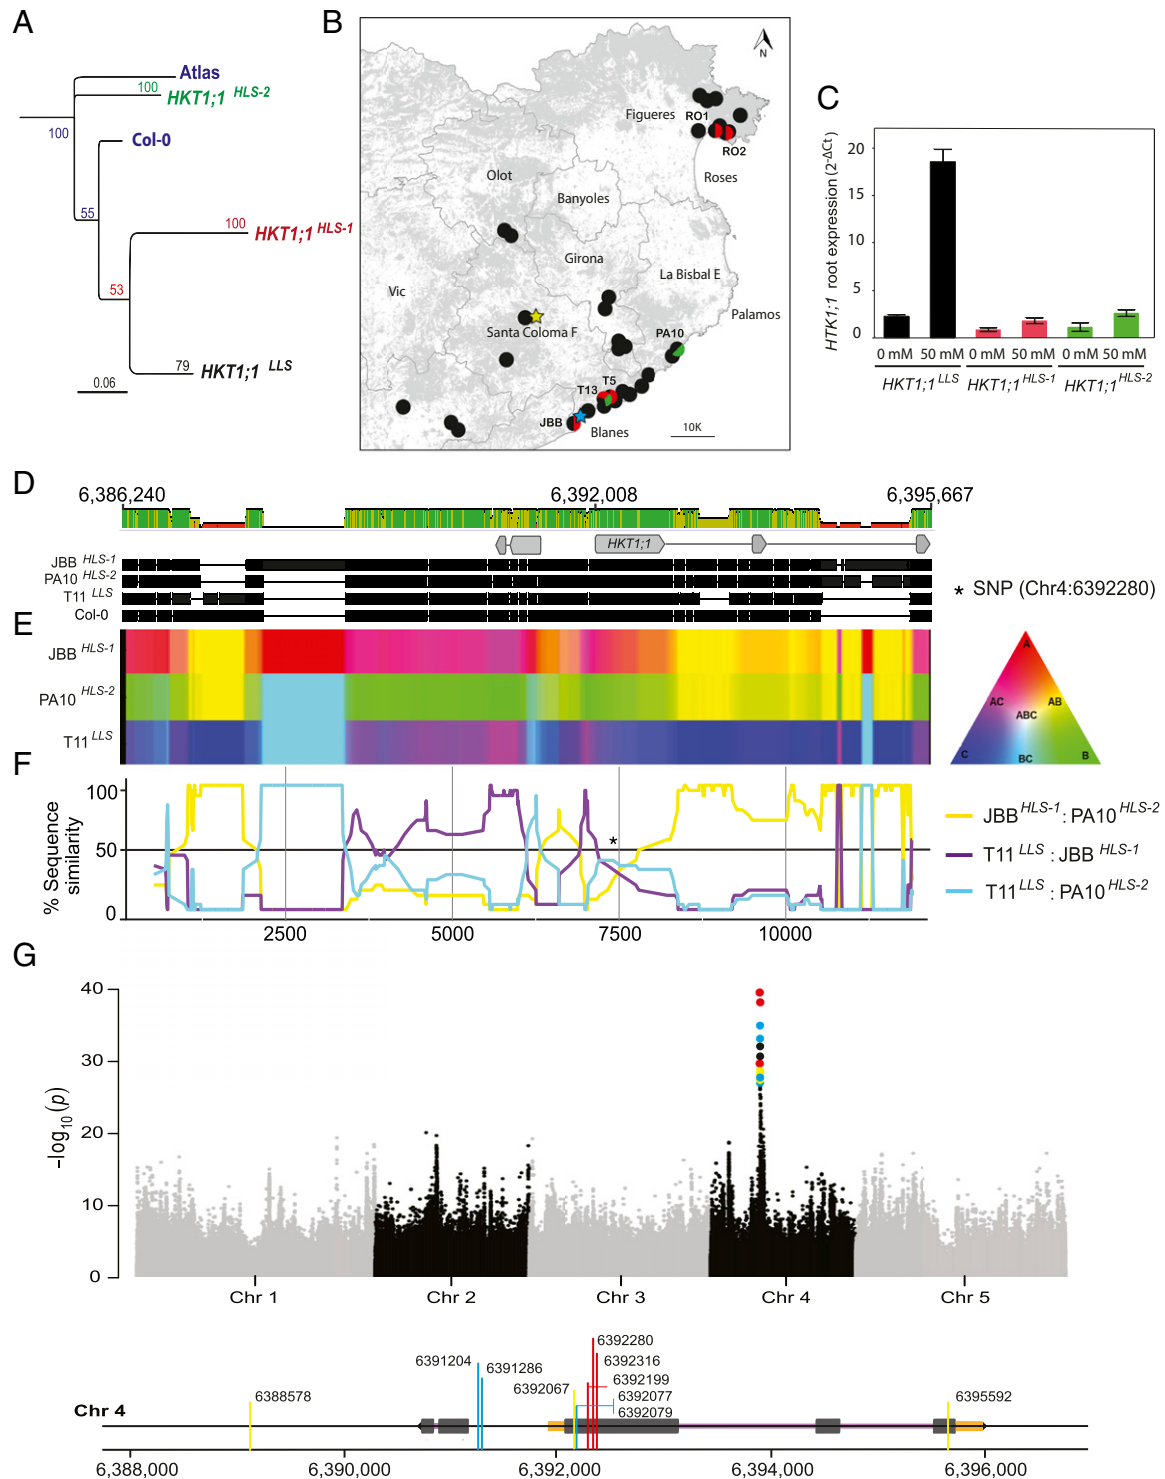 A
Atlas
100
HKT1;1 HLS-2
100
Col-0
55
100
HKT1;1 HLS-1
53
79
HKT1;1 LLS
0.06
B
N
Figueres
RO1
RO2
Roses
Olot
Banyoles
Girona
La Bisbal E
Vic
Palamos
Santa Coloma F
PA10
T5
T13
JBB
Blanes
10K
C
HTK1;1 root expression (2-ΔCt)
20
15
10
5
0
0 mM 50 mM 0 mM 50 mM 0 mM 50 mM
HKT1;1 LLS HKT1;1 HLS-1 HKT1;1 HLS-2
D
6,386,240 6,392,008 6,395,667
HKT1;1
JBB HLS-1
PA10 HLS-2
T11 LLS
Col-0
* SNP (Chr4:6392280)
E
JBB HLS-1
PA10 HLS-2
T11 LLS
A
AC AB
ABC
C BC B
F
% Sequence similarity
100
50
0
*
2500 5000 7500 10000
JBB HLS-1 : PA10 HLS-2
T11 LLS : JBB HLS-1
T11 LLS : PA10 HLS-2
G
-log10(p)
40
30
20
10
0
Chr 1 Chr 2 Chr 3 Chr 4 Chr 5
6392280
6391204
6391286
6392316
6392199
6392067
6388578
6392077
6395592
6392079
Chr 4
6,388,000 6,390,000 6,392,000 6,394,000 6,396,000